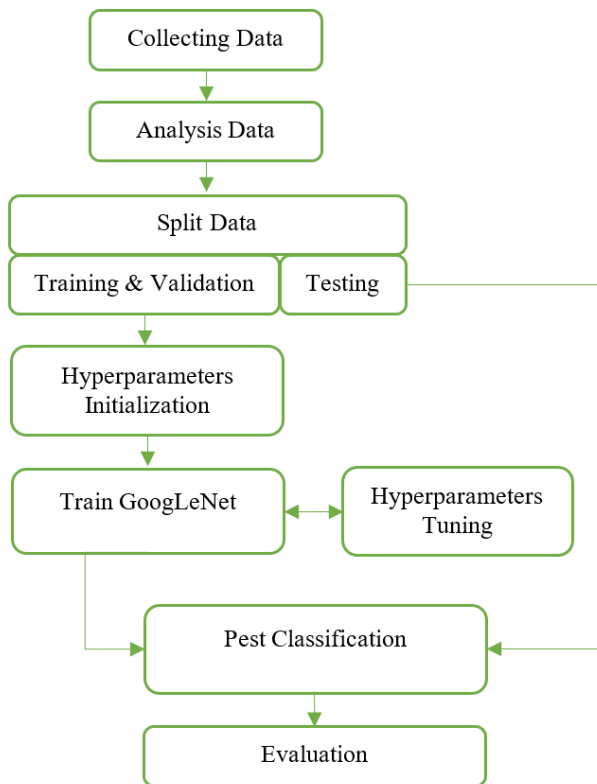 Collecting Data
Analysis Data
Split Data
Training & Validation
Testing
Hyperparameters
Initialization
Train GoogLeNet
Hyperparameters
Tuning
Pest Classification
Evaluation